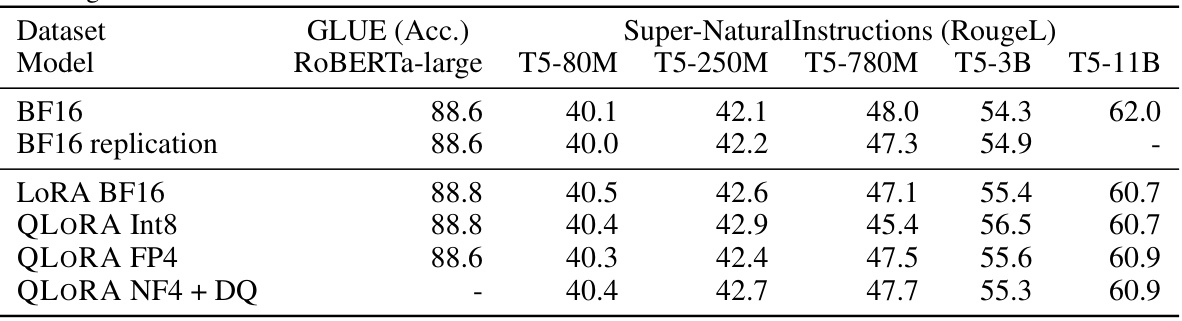 Dataset GLUE (Acc.) Super-NaturalInstructions (RougeL)
Model RoBERTa-large T5-80M T5-250M T5-780M T5-3B T5-11B
BF16 88.6 40.1 42.1 48.0 54.3 62.0
BF16 replication 88.6 40.0 42.2 47.3 54.9 -
LoRA BF16 88.8 40.5 42.6 47.1 55.4 60.7
QLORA Int8 88.8 40.4 42.9 45.4 56.5 60.7
QLORA FP4 88.6 40.3 42.4 47.5 55.6 60.9
QLORA NF4 + DQ - 40.4 42.7 47.7 55.3 60.9